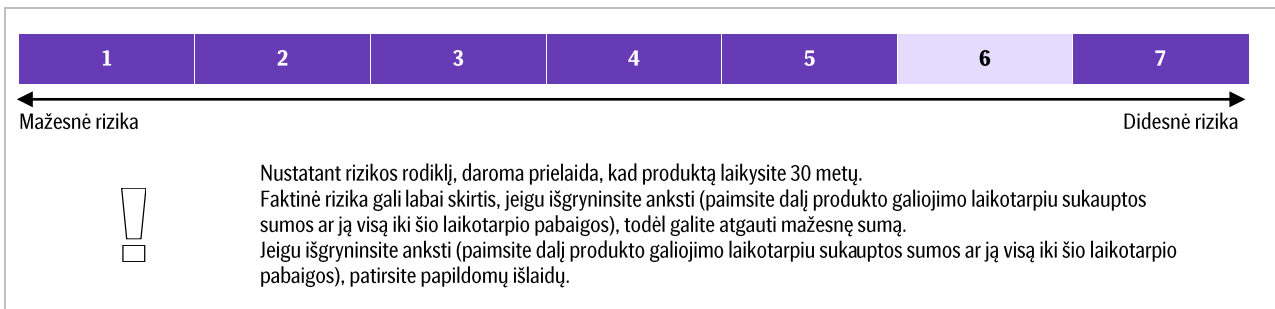 1 2 3 4 5 6 7
Mažesnė rizika Didesnė rizika
Nustatant rizikos rodiklį, daroma prielaida, kad produktą laikysite 30 metų.
Faktinė rizika gali labai skirtis, jeigu išgryninsite anksti (paimsite dalį produkto galiojimo laikotarpiu sukauptos
sumos ar ją visą iki šio laikotarpio pabaigos), todėl galite atgauti mažesnę sumą.
Jeigu išgryninsite anksti (paimsite dalį produkto galiojimo laikotarpiu sukauptos sumos ar ją visą iki šio laikotarpio
pabaigos), patirsite papildomų išlaidų.